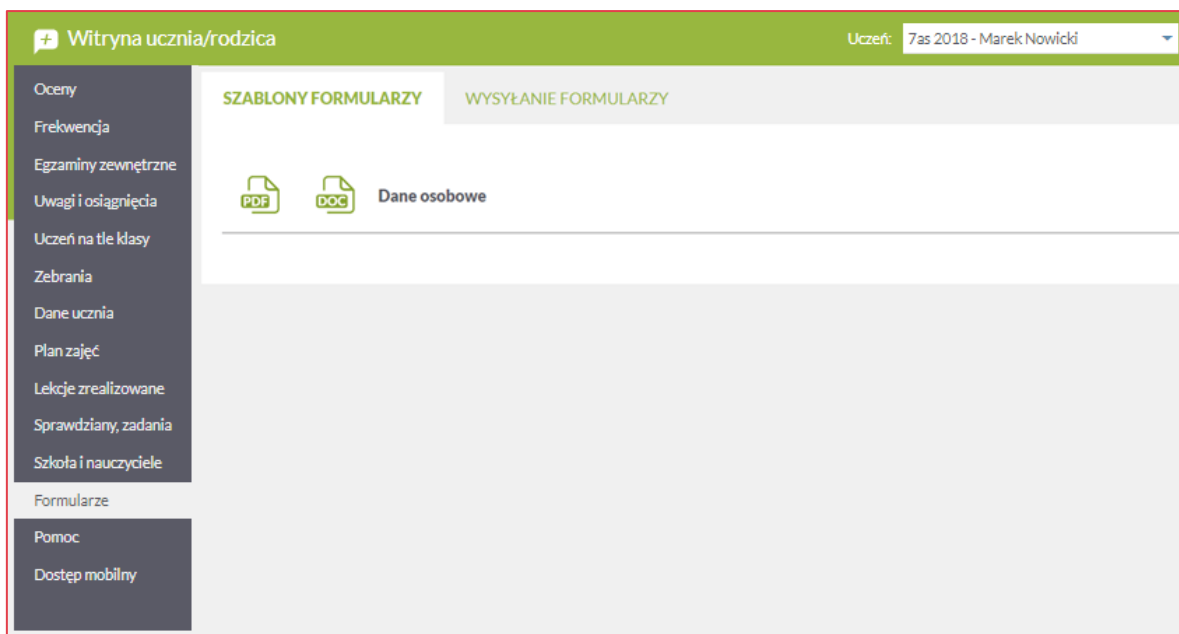 Witryna ucznia/rodzica
Uczeń: 7as 2018 - Marek Nowicki
Oceny
Frekwencja
Egzaminy zewnętrzne
Uwagi i osiągnięcia
Uczeń na tle klasy
Zebrania
Dane ucznia
Plan zajęć
Lekcje zrealizowane
Sprawdziany, zadania
Szkoła i nauczyciele
Formularze
Pomoc
Dostęp mobilny
SZABLONY FORMULARZY WYSYŁANIE FORMULARZY
PDF DOC Dane osobowe